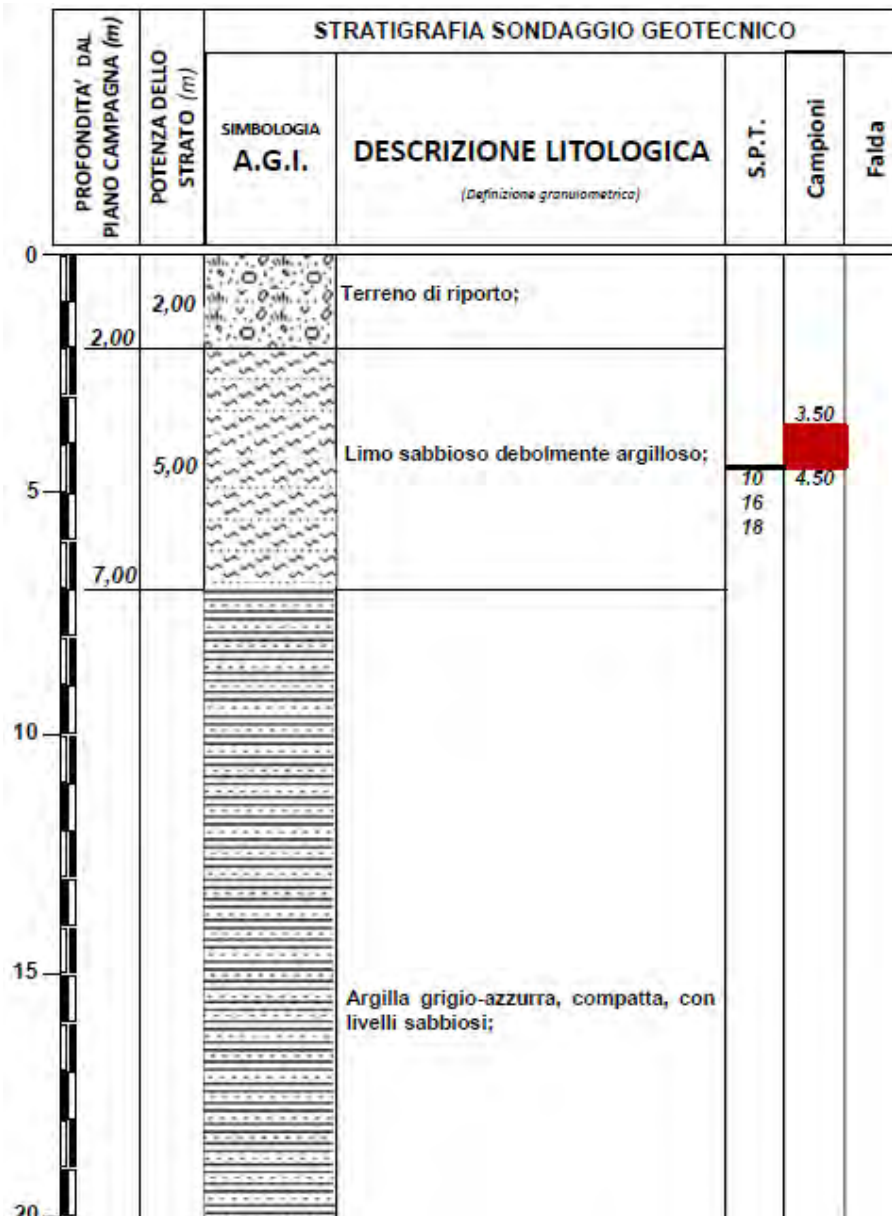 STRATIGRAFIA SONDAGGIO GEOTECNICO
PROFONDITA' DAL
PIANO CAMPAGNA (m)
POTENZA DELLO
STRATO (m)
SIMBOLOGIA
A.G.I.
DESCRIZIONE LITOLOGICA
(Definizione granulometrica)
S.P.T.
Campioni
Falda
0
2,00
Terreno di riporto;
2,00
3.50
5,00
Limo sabbioso debolmente argilloso;
10
4.50
5
16
18
7,00
10
15
Argilla grigio-azzurra, compatta, con
livelli sabbiosi;
20